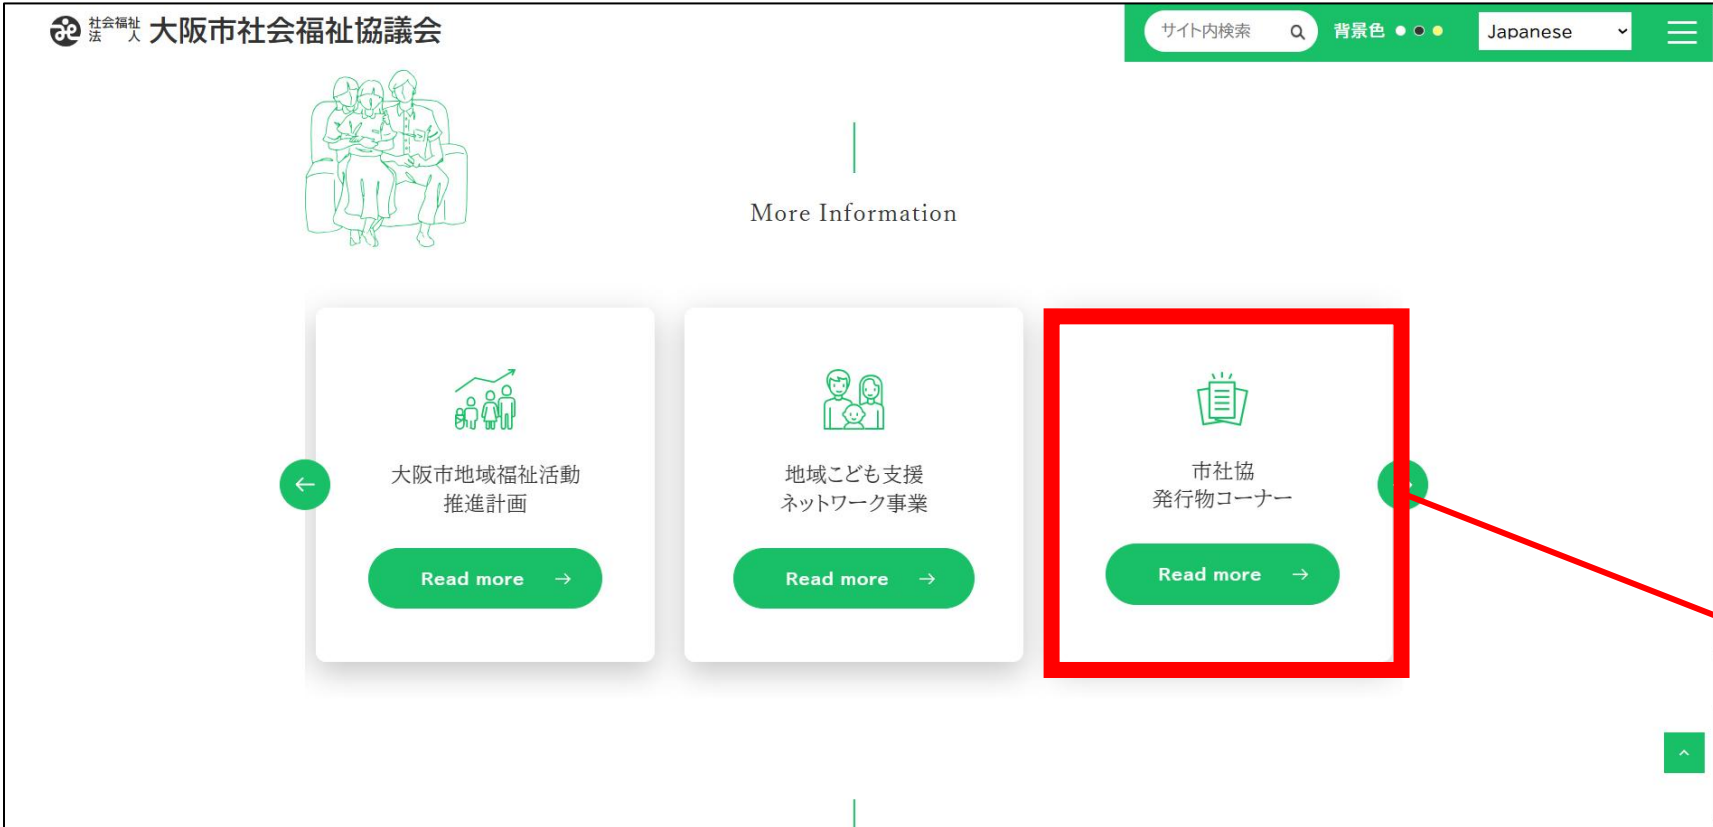 社会福祉
法人
大阪市社会福祉協議会
サイト内検索
背景色
Japanese
More Information
大阪市地域福祉活動
推進計画
Read more →
地域こども支援
ネットワーク事業
Read more →
市社協
発行物コーナー
Read more →